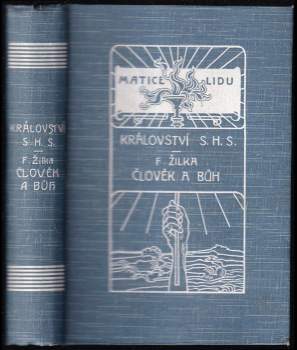 KRÁLOVSTVÍ
S.H.S.
F. ŽILKA
ČLOVĚK
A BŮH
MATICE LIDU
KRÁLOVSTVÍ S.H.S.
F. ŽILKA
ČLOVĚK A BŮH